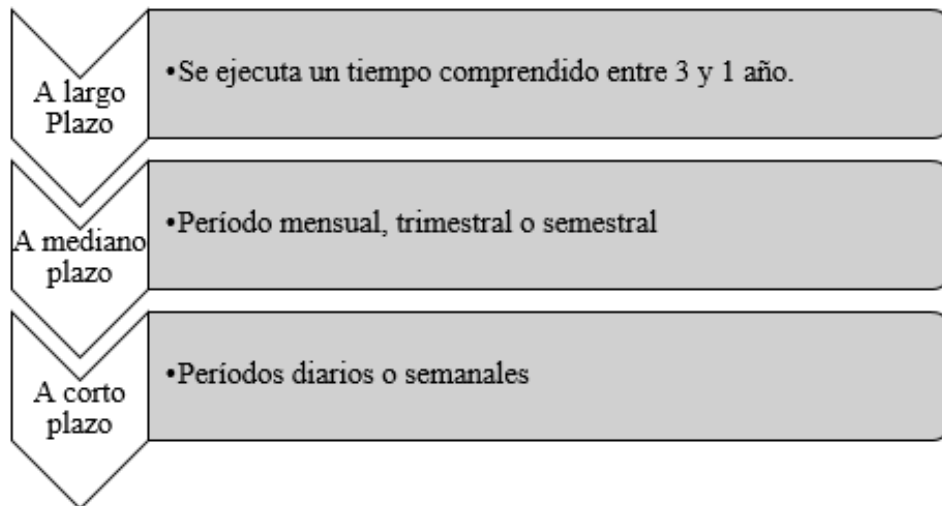 A largo
Plazo
•Se ejecuta un tiempo comprendido entre 3 y 1 año.
A mediano
plazo
•Período mensual, trimestral o semestral
A corto
plazo
•Períodos diarios o semanales